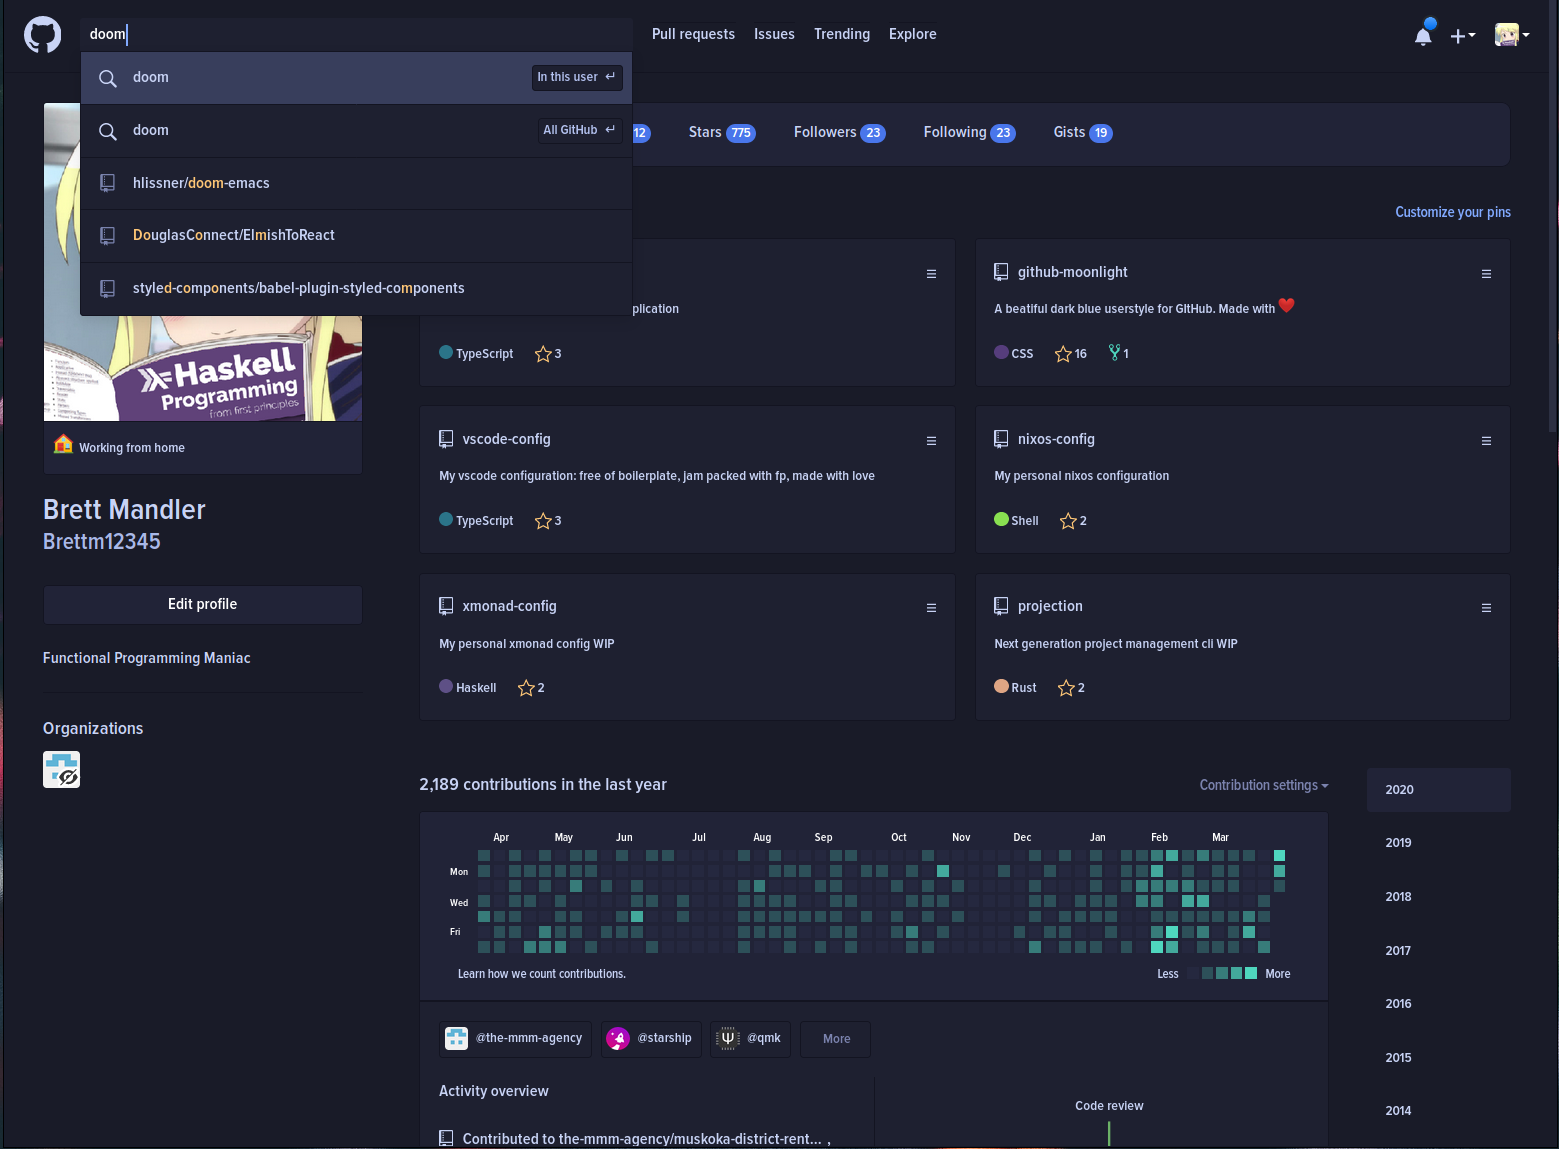 doom
Pull requests Issues Trending Explore
doom In this user ↵
doom All GitHub ↵
hlissner/doom-emacs
DouglasConnect/ElmishToReact
styled-components/babel-plugin-styled-components
12 Stars 775 Followers 23 Following 23 Gists 19
Customize your pins
Haskell
Programming
from first principles
Working from home
Brett Mandler
Brettm12345
Edit profile
Functional Programming Maniac
Organizations
plication
TypeScript 3
github-moonlight
A beatiful dark blue userstyle for GItHub. Made with ❤️
CSS 16 1
vscode-config
My vscode configuration: free of boilerplate, jam packed with fp, made with love
TypeScript 3
nixos-config
My personal nixos configuration
Shell 2
xmonad-config
My personal xmonad config WIP
Haskell 2
projection
Next generation project management cli WIP
Rust 2
2,189 contributions in the last year
Contribution settings
Apr May Jun Jul Aug Sep Oct Nov Dec Jan Feb Mar
Mon
Wed
Fri
Learn how we count contributions.
Less More
2020
2019
2018
2017
2016
2015
2014
@the-mmm-agency @starship @qmk More
Activity overview
Contributed to the-mmm-agency/muskoka-district-rent... ,
Code review